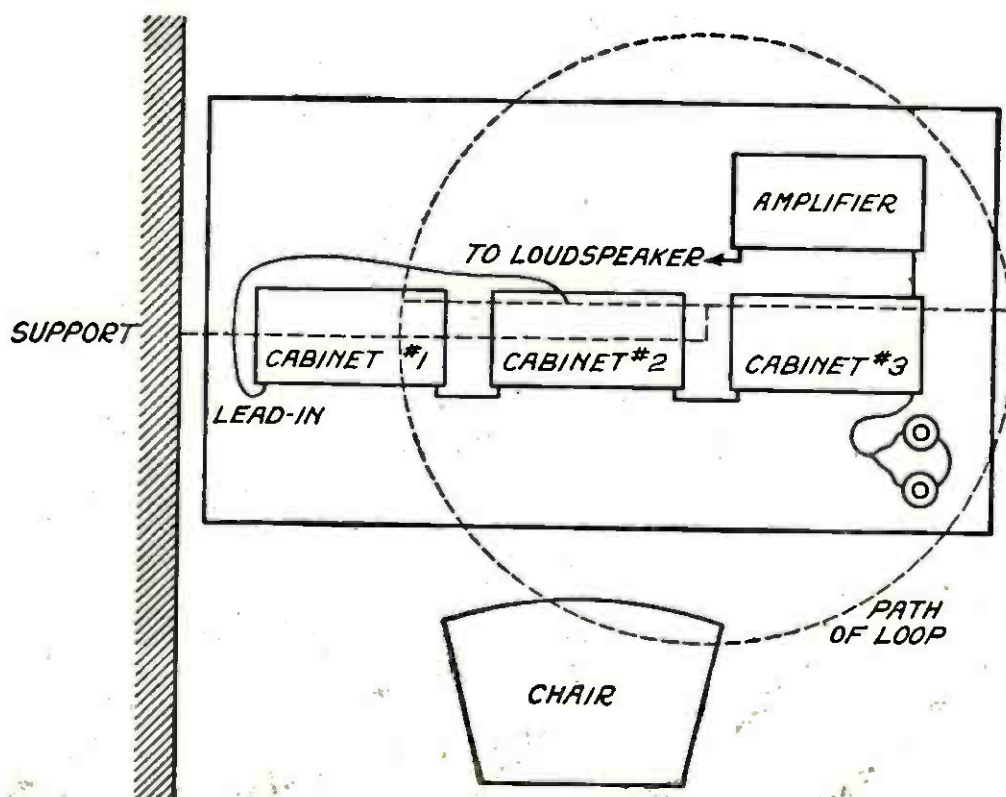 AMPLIFIER
TO LOUDSPEAKER
SUPPORT
CABINET #1
CABINET #2
CABINET #3
LEAD-IN
PATH
OF LOOP
CHAIR